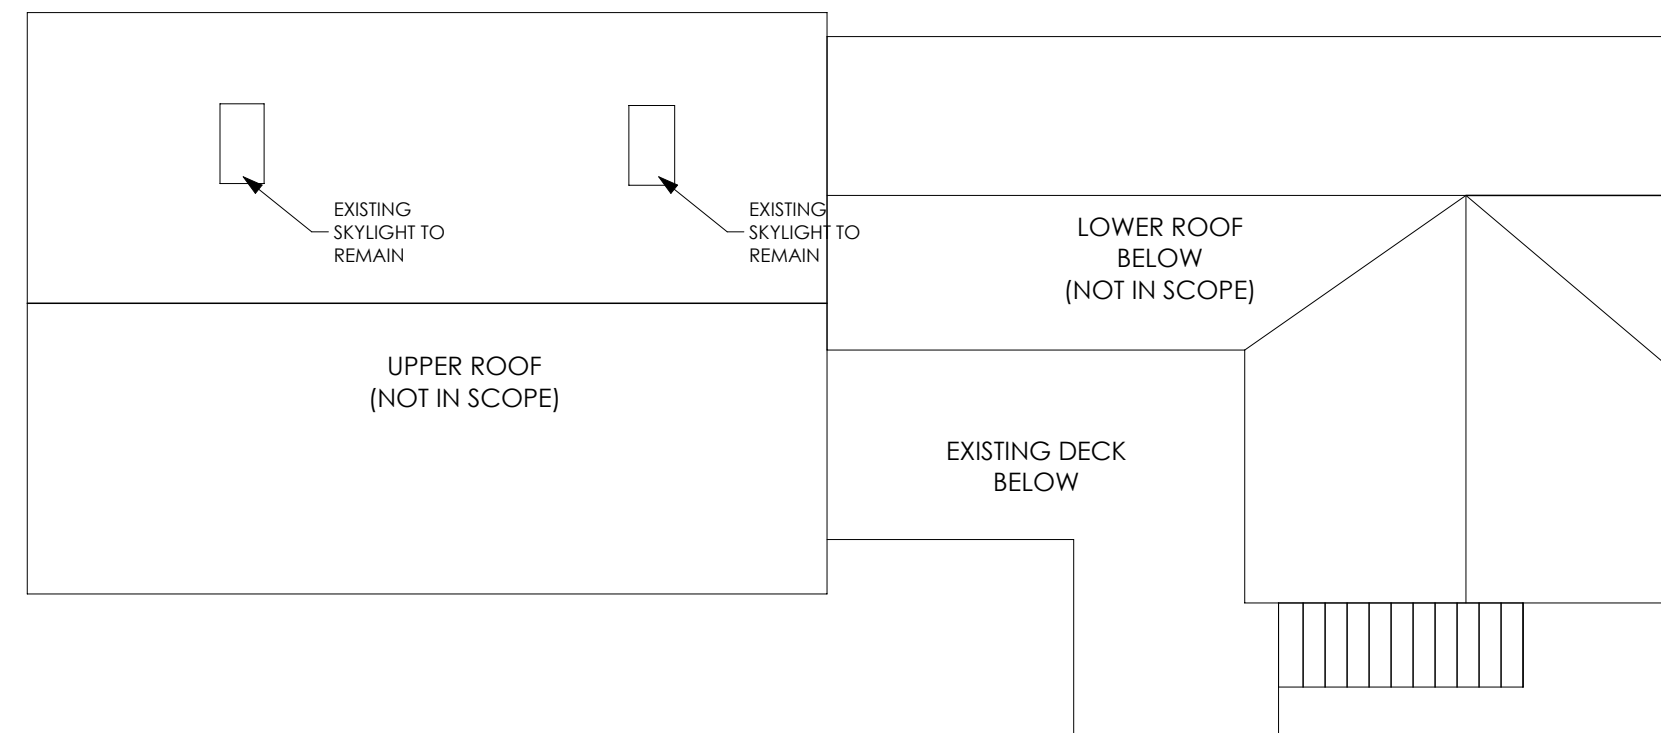 EXISTING
SKYLIGHT TO
REMAIN
EXISTING
SKYLIGHT TO
REMAIN
LOWER ROOF
BELOW
(NOT IN SCOPE)
UPPER ROOF
(NOT IN SCOPE)
EXISTING DECK
BELOW